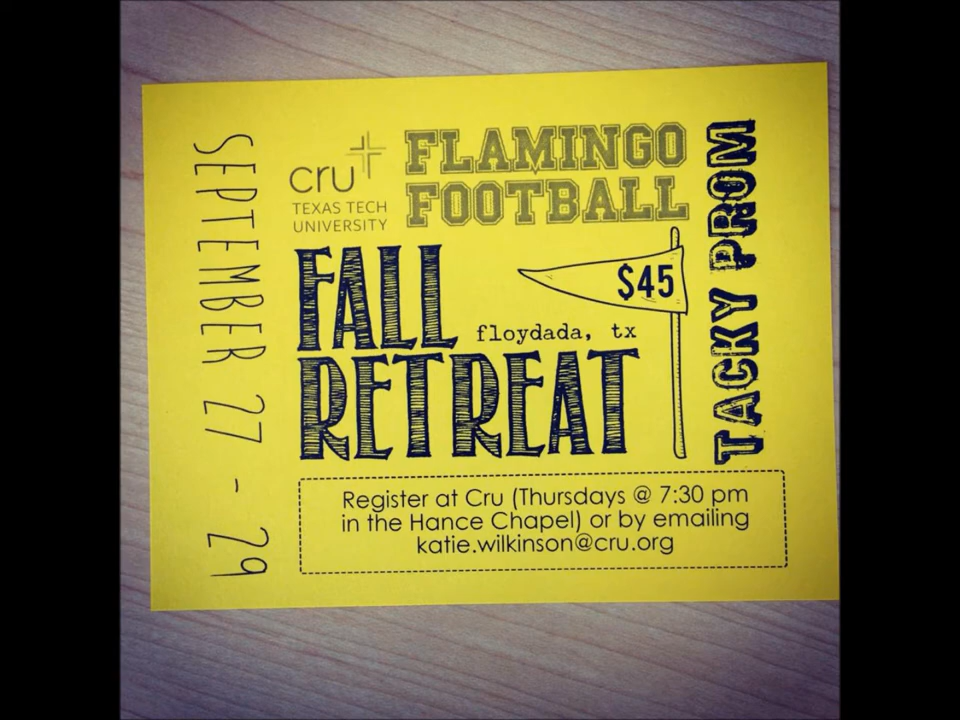 SEPTEMBER 27 - 29
cru
TEXAS TECH
UNIVERSITY
FLAMINGO
FOOTBALL
FALL
RETREAT
floydada, tx
$45
TACKY PROM
Register at Cru (Thursdays @ 7:30 pm
in the Hance Chapel) or by emailing
katie.wilkinson@cru.org